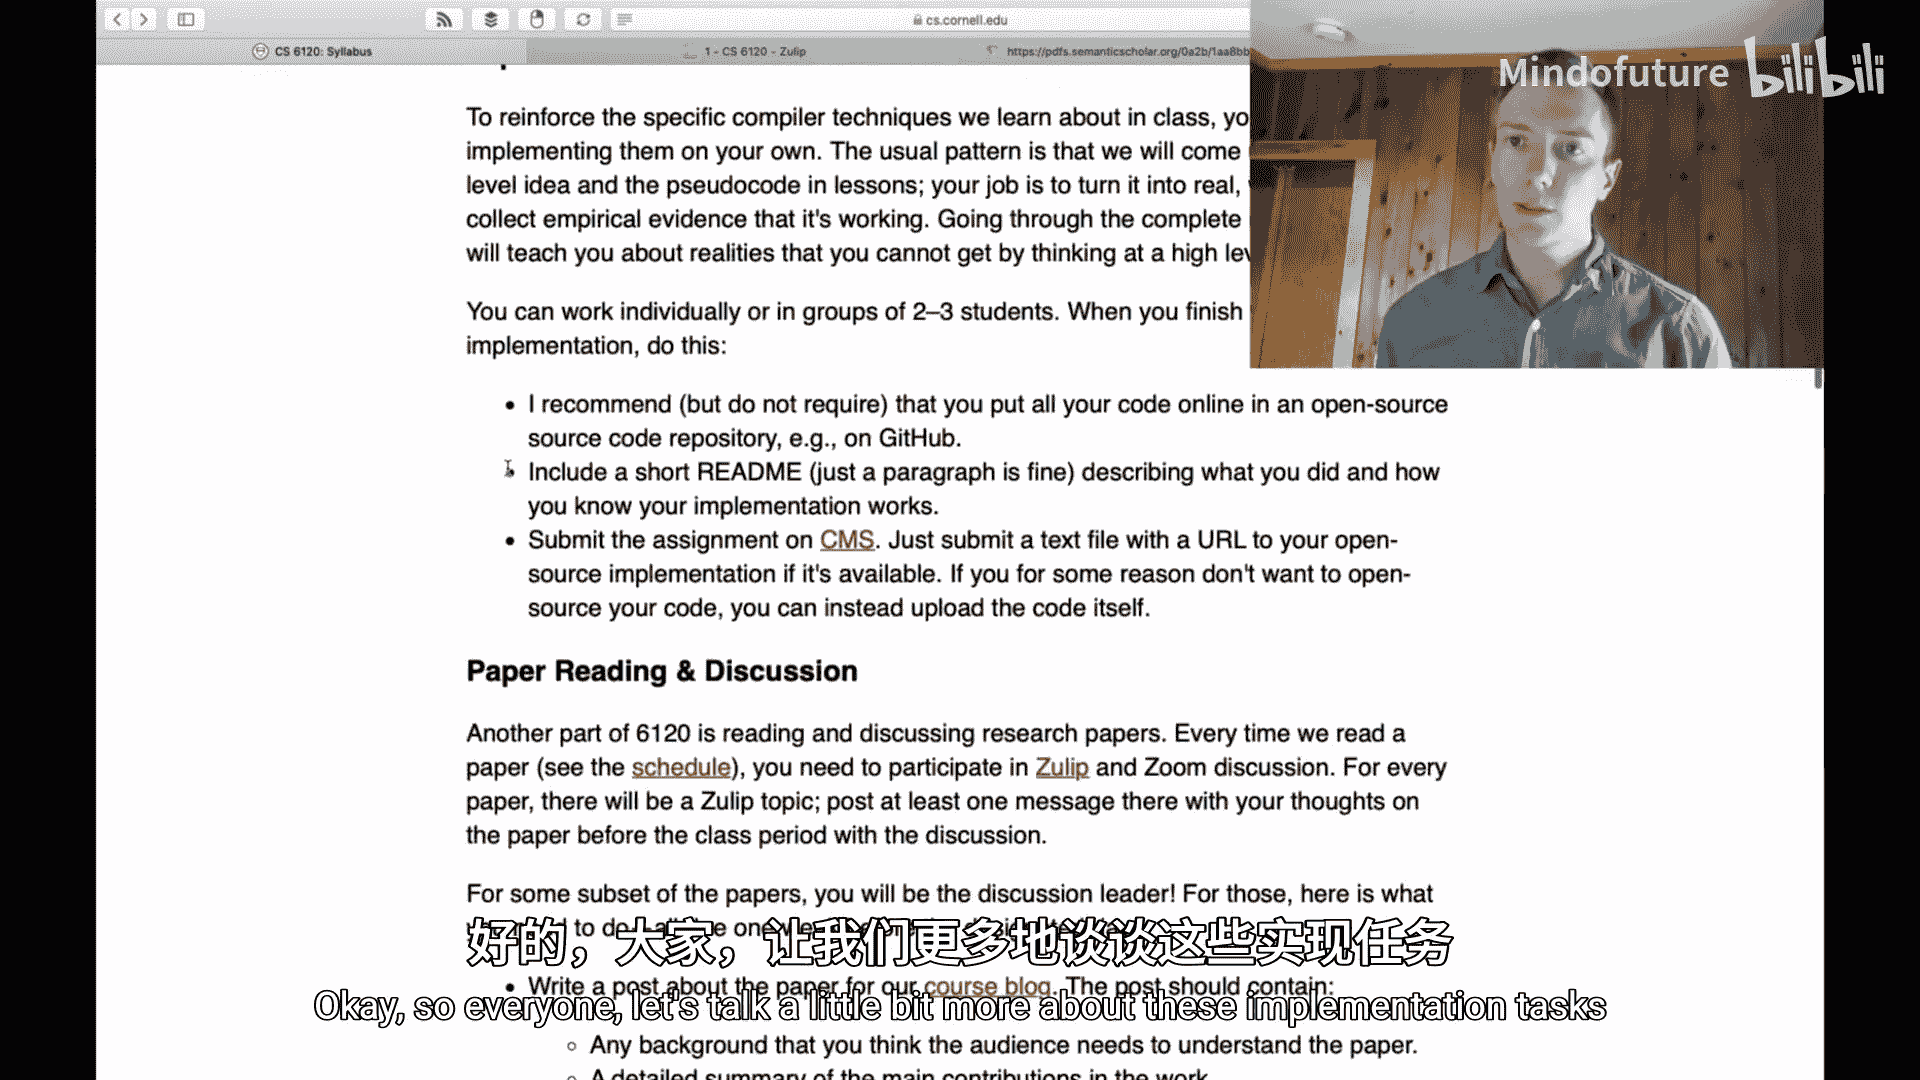 cs.cornell.edu
CS 6120: Syllabus
1 - CS 6120 - Zulip
https://pdfs.semanticscholar.org/0a2b/1aa8bb
Mindofuture bilibili
To reinforce the specific compiler techniques we learn about in class, yo
implementing them on your own. The usual pattern is that we will come
level idea and the pseudocode in lessons; your job is to turn it into real,
collect empirical evidence that it's working. Going through the complete
will teach you about realities that you cannot get by thinking at a high lev
You can work individually or in groups of 2–3 students. When you finish
implementation, do this:
• I recommend (but do not require) that you put all your code online in an open-source
source code repository, e.g., on GitHub.
• Include a short README (just a paragraph is fine) describing what you did and how
you know your implementation works.
• Submit the assignment on CMS. Just submit a text file with a URL to your open-
source implementation if it's available. If you for some reason don't want to open-
source your code, you can instead upload the code itself.
Paper Reading & Discussion
Another part of 6120 is reading and discussing research papers. Every time we read a
paper (see the schedule), you need to participate in Zulip and Zoom discussion. For every
paper, there will be a Zulip topic; post at least one message there with your thoughts on
the paper before the class period with the discussion.
For some subset of the papers, you will be the discussion leader! For those, here is what
to do
好的，大家，让我们更多地谈谈这些实现任务
• Write a post about the paper for our course blog. The post should contain:
Okay, so everyone, let's talk a little bit more about these implementation tasks
◦ Any background that you think the audience needs to understand the paper.
◦ A detailed summary of the main contributions in the work.